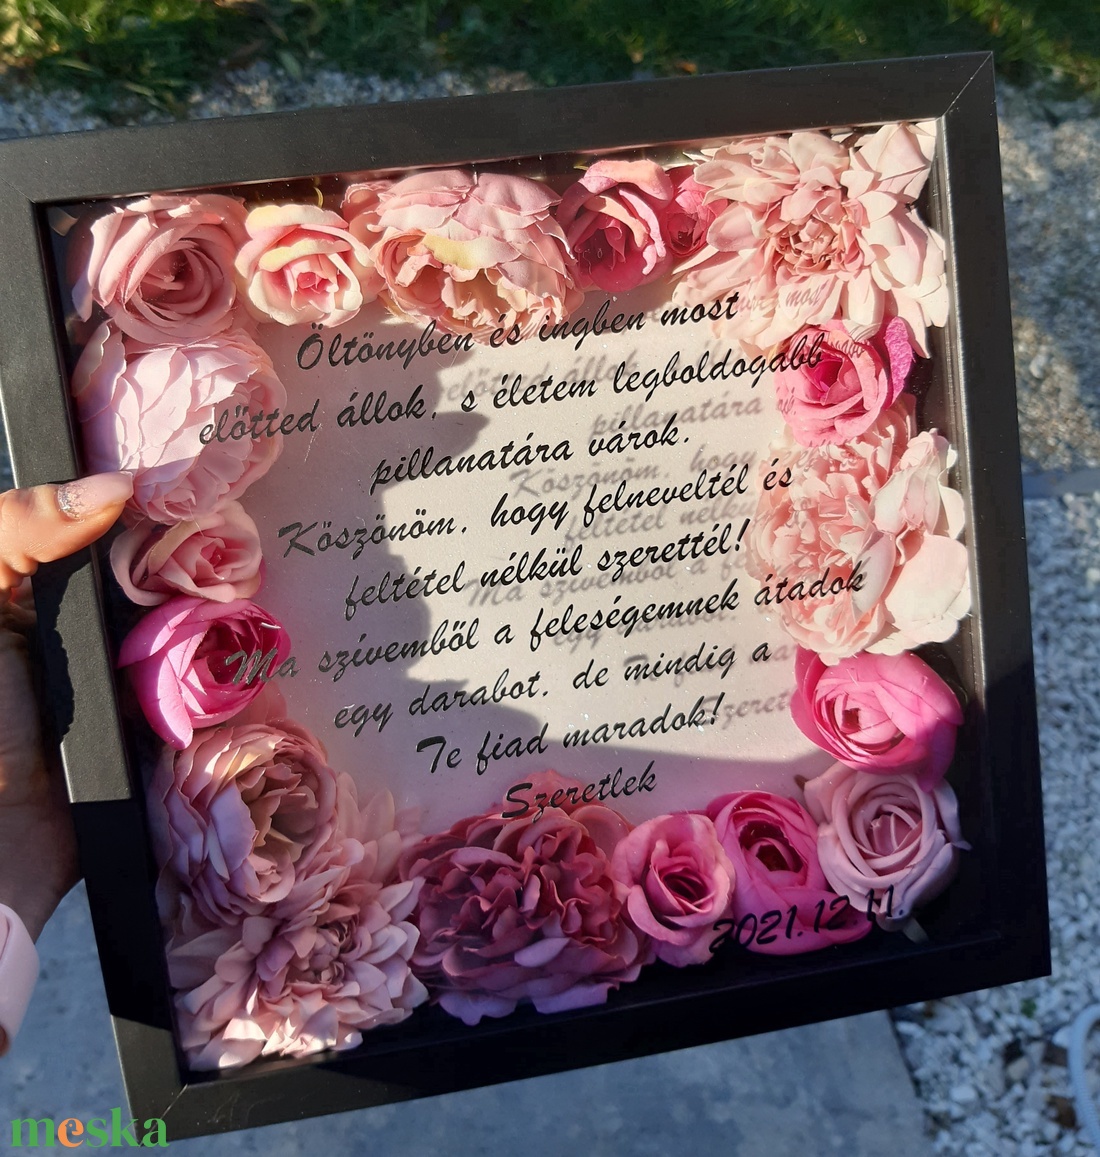 Öltönyben és ingben most
előtted állok, s életem legboldogabb
pillanatára várok.
Köszönöm, hogy felneveltél és
feltétel nélkül szerettél!
Ma szívemből a feleségemnek átadok
egy darabot, de mindig a
Te fiad maradok!
Szeretlek
2021.12.11.
meska